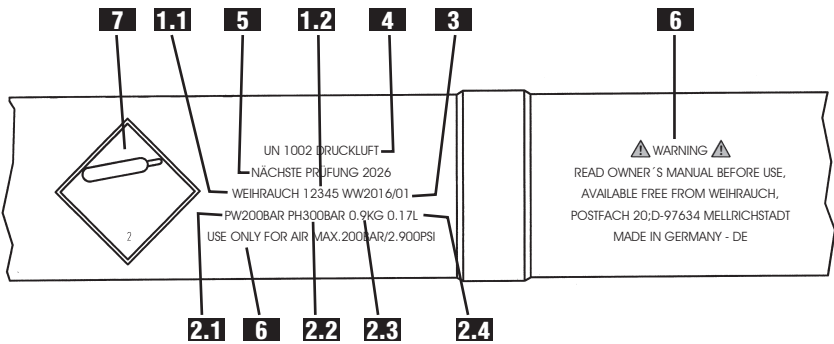 7 5 1.1 1.2 4 3 6
UN 1002 DRUCKLUFT
NÄCHSTE PRÜFUNG 2026
WEIHRAUCH 12345 WW2016/01
PW200BAR PH300BAR 0.9KG 0.17L
USE ONLY FOR AIR MAX.200BAR/2.900PSI
2
WARNING
READ OWNER´S MANUAL BEFORE USE,
AVAILABLE FREE FROM WEIHRAUCH,
POSTFACH 20;D-97634 MELLRICHSTADT
MADE IN GERMANY - DE
2.1 6 2.2 2.3 2.4